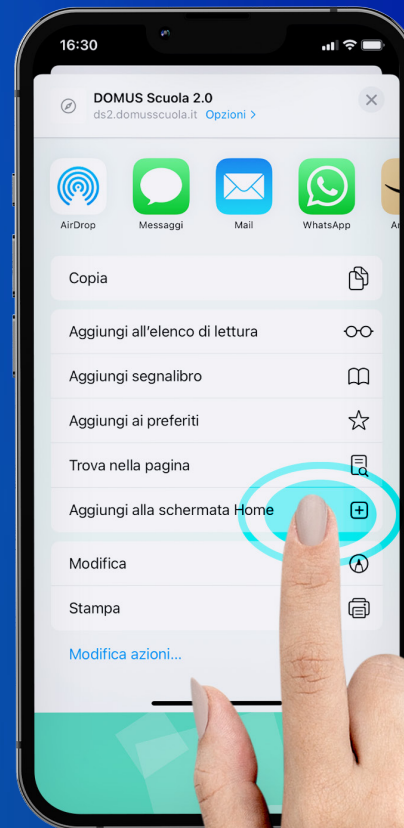 16:30
DOMUS Scuola 2.0
ds2.domusscuola.it Opzioni >
AirDrop Messaggi Mail WhatsApp
Copia
Aggiungi all'elenco di lettura
Aggiungi segnalibro
Aggiungi ai preferiti
Trova nella pagina
Aggiungi alla schermata Home
Modifica
Stampa
Modifica azioni...